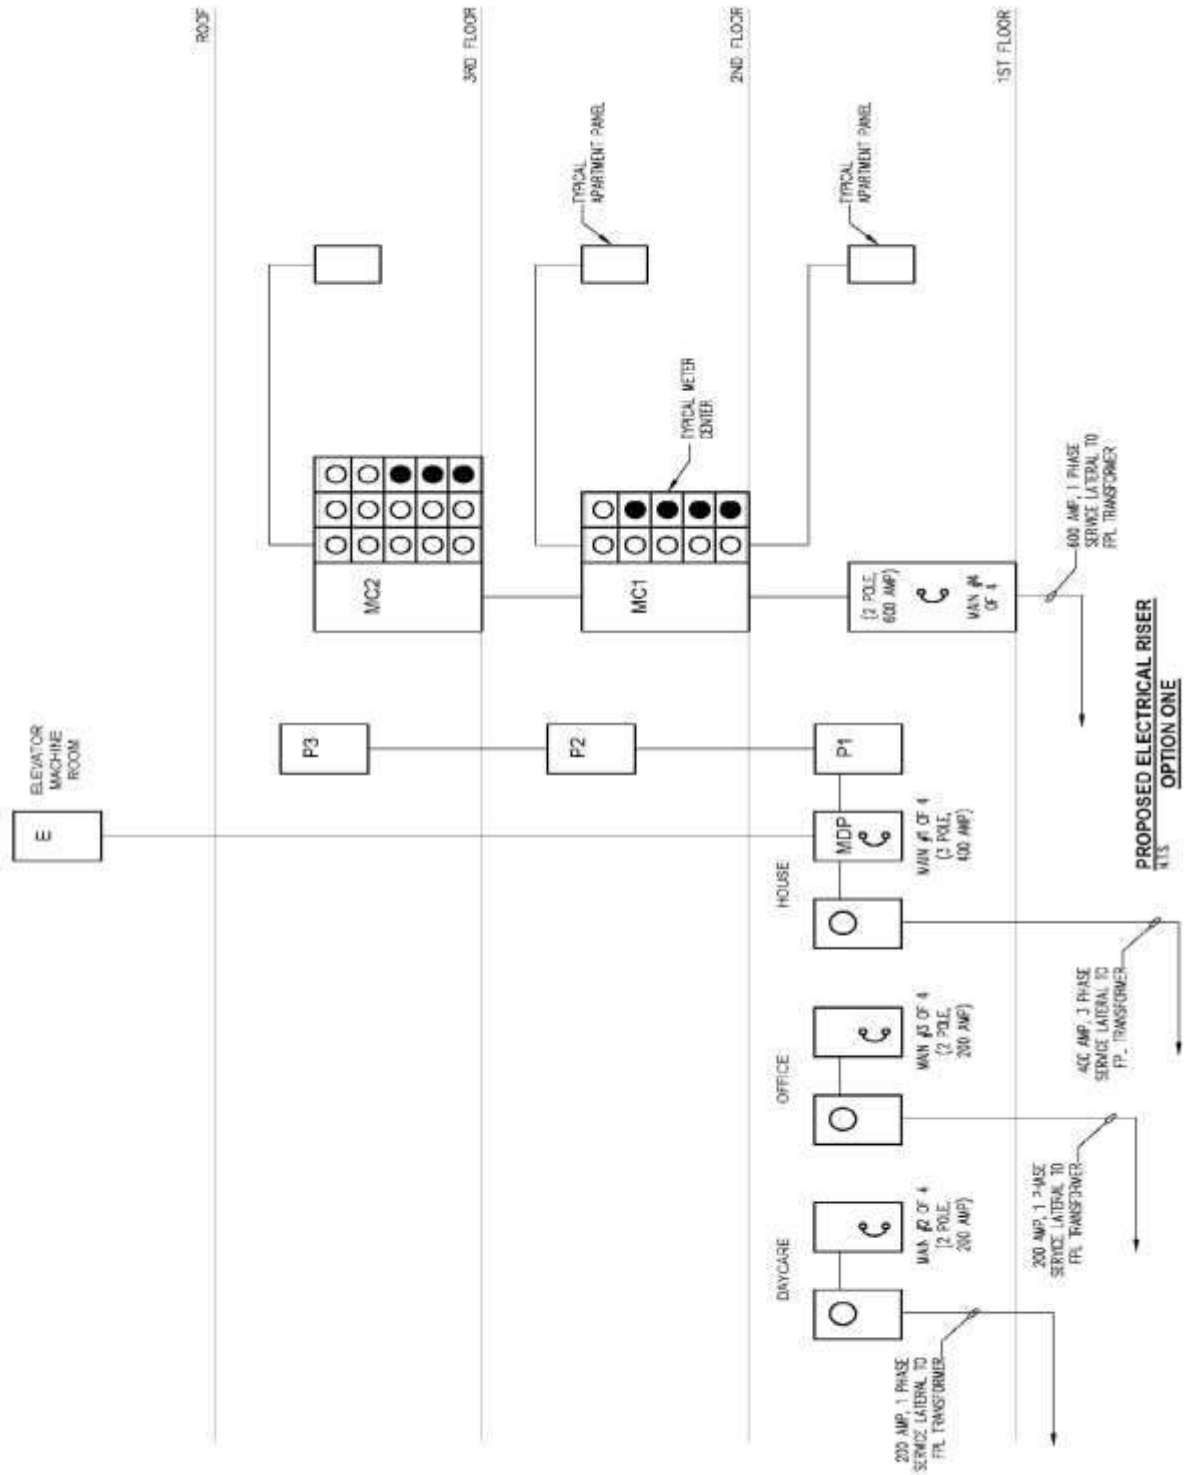 ELEVATOR
MACHINE
ROOM
E
ROOF
P3
MC2
3RD FLOOR
P2
MC1
TYPICAL METER
CENTER
TYPICAL
APARTMENT PANEL
2ND FLOOR
DAYCARE
MAIN #2 OF 4
(2 POLE,
200 AMP)
OFFICE
MAIN #3 OF 4
(2 POLE,
200 AMP)
HOUSE
MDP
MAIN #1 OF 4
(3 POLE,
400 AMP)
P1
(2 POLE,
600 AMP)
MAIN #4
OF 4
TYPICAL
APARTMENT PANEL
1ST FLOOR
200 AMP, 1 PHASE
SERVICE LATERAL TO
FPL TRANSFORMER
200 AMP, 1 PHASE
SERVICE LATERAL TO
FPL TRANSFORMER
400 AMP, 3 PHASE
SERVICE LATERAL TO
FPL TRANSFORMER
600 AMP, 1 PHASE
SERVICE LATERAL TO
FPL TRANSFORMER
PROPOSED ELECTRICAL RISER
N.T.S.
OPTION ONE